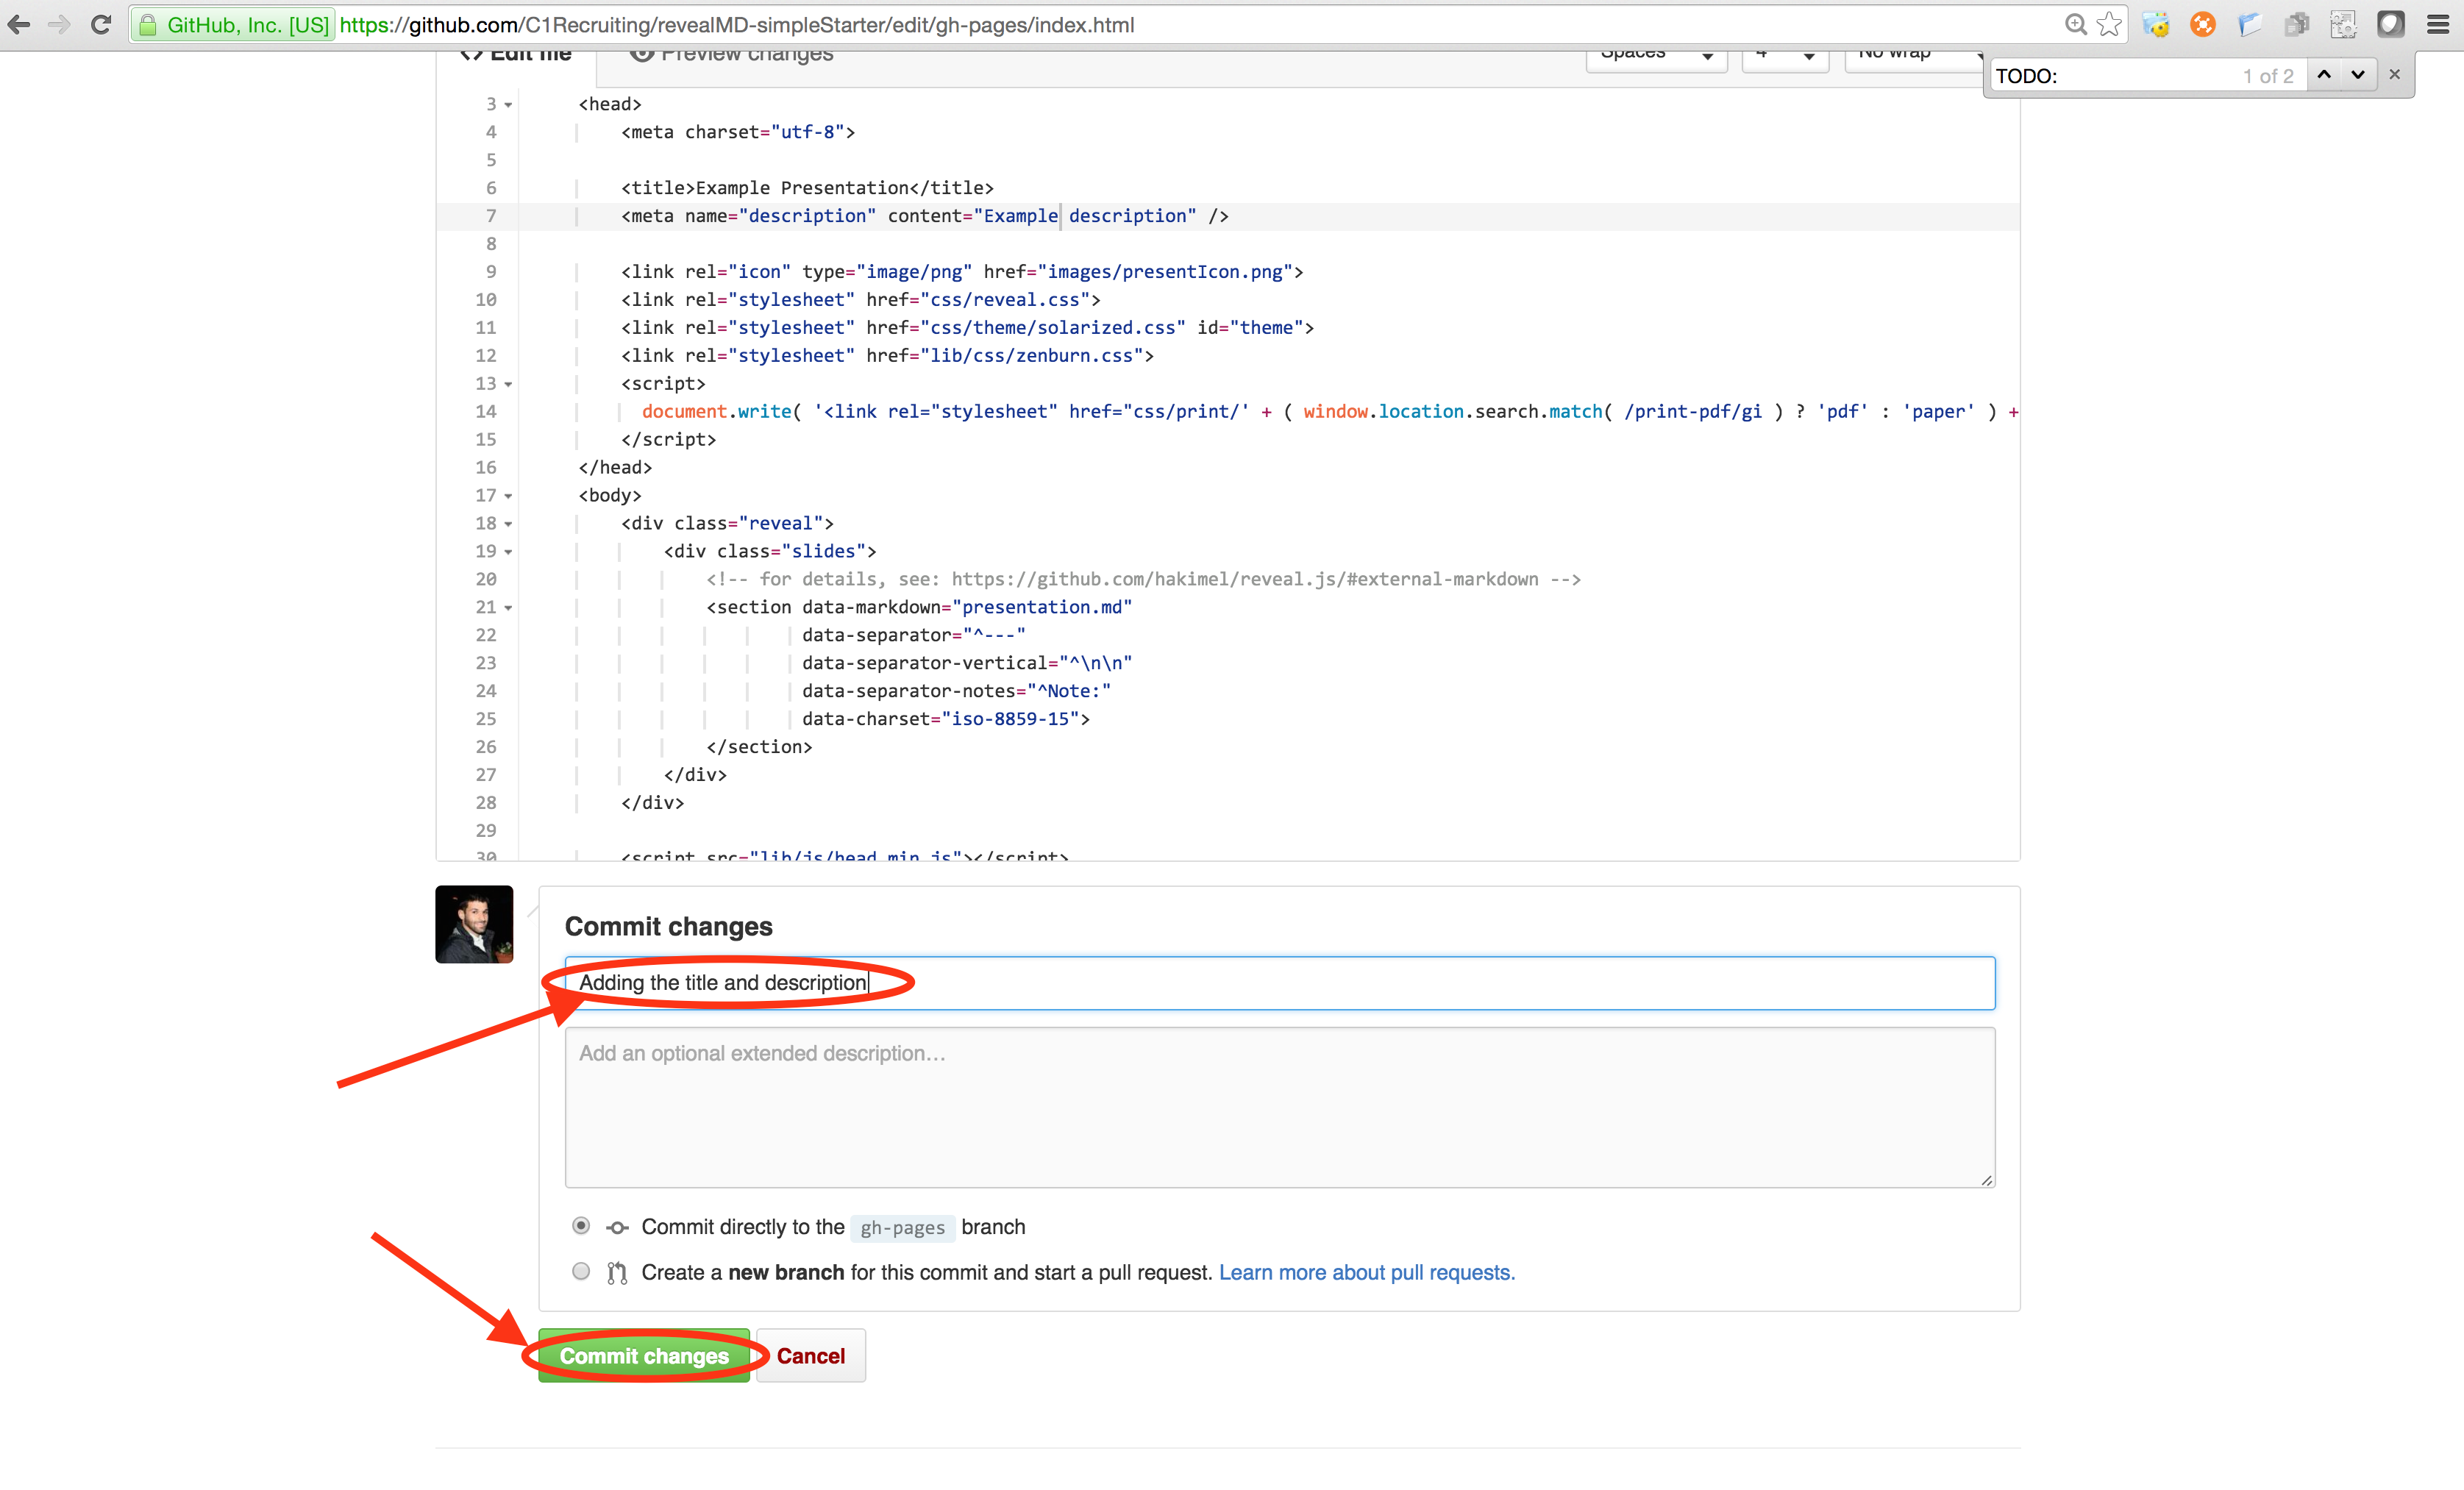 GitHub, Inc. [US] https://github.com/C1Recruiting/revealMD-simpleStarter/edit/gh-pages/index.html
<> Edit file Preview changes Spaces 4 No wrap
TODO: 1 of 2
3 <head>
4 <meta charset="utf-8">
5
6 <title>Example Presentation</title>
7 <meta name="description" content="Example description" />
8
9 <link rel="icon" type="image/png" href="images/presentIcon.png">
10 <link rel="stylesheet" href="css/reveal.css">
11 <link rel="stylesheet" href="css/theme/solarized.css" id="theme">
12 <link rel="stylesheet" href="lib/css/zenburn.css">
13 <script>
14 document.write( '<link rel="stylesheet" href="css/print/' + ( window.location.search.match( /print-pdf/gi ) ? 'pdf' : 'paper' ) +
15 </script>
16 </head>
17 <body>
18 <div class="reveal">
19 <div class="slides">
20 <!-- for details, see: https://github.com/hakimel/reveal.js/#external-markdown -->
21 <section data-markdown="presentation.md"
22 data-separator="^---"
23 data-separator-vertical="^\n\n"
24 data-separator-notes="^Note:"
25 data-charset="iso-8859-15">
26 </section>
27 </div>
28 </div>
29
30 <script src="lib/js/head.min.js"></script>
Commit changes
Adding the title and description
Add an optional extended description…
Commit directly to the gh-pages branch
Create a new branch for this commit and start a pull request. Learn more about pull requests.
Commit changes Cancel